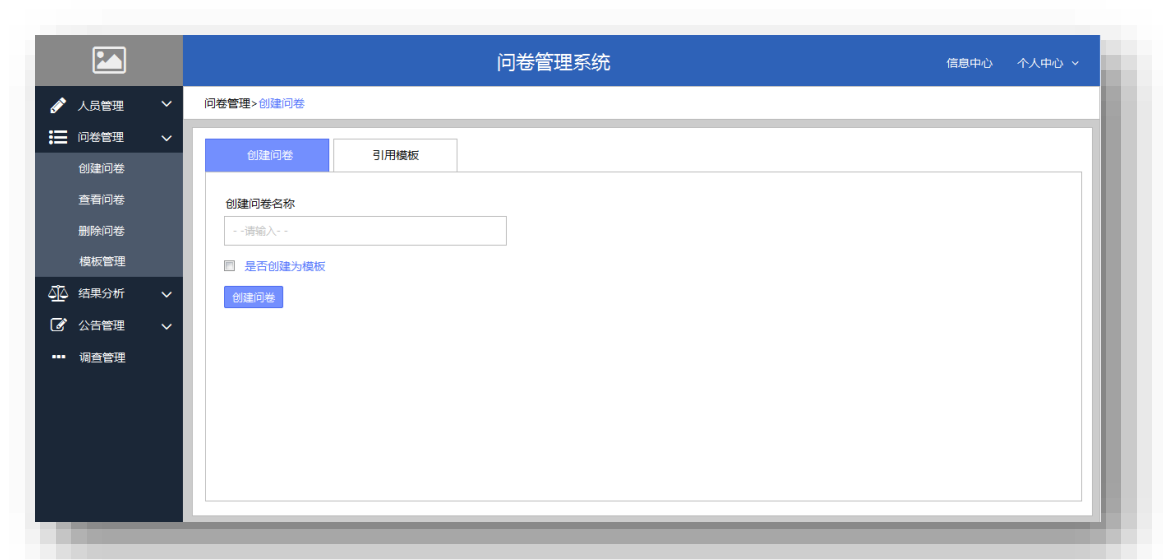 问卷管理系统
信息中心
个人中心
人员管理
问卷管理
创建问卷
查看问卷
删除问卷
模板管理
结果分析
公告管理
调查管理
问卷管理>创建问卷
创建问卷
引用模板
创建问卷名称
- -请输入- -
是否创建为模板
创建问卷